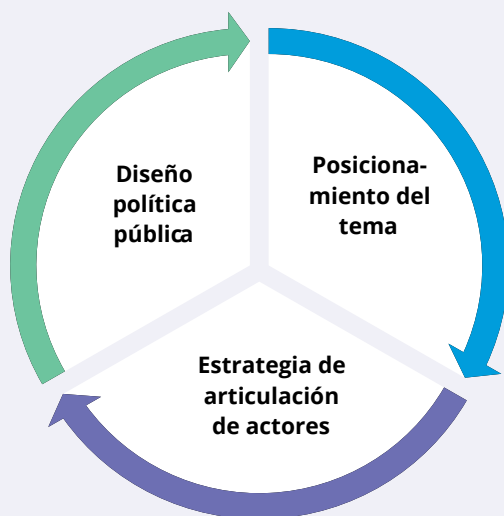 Diseño
política
pública
Posiciona-
miento del
tema
Estrategia de
articulación
de actores